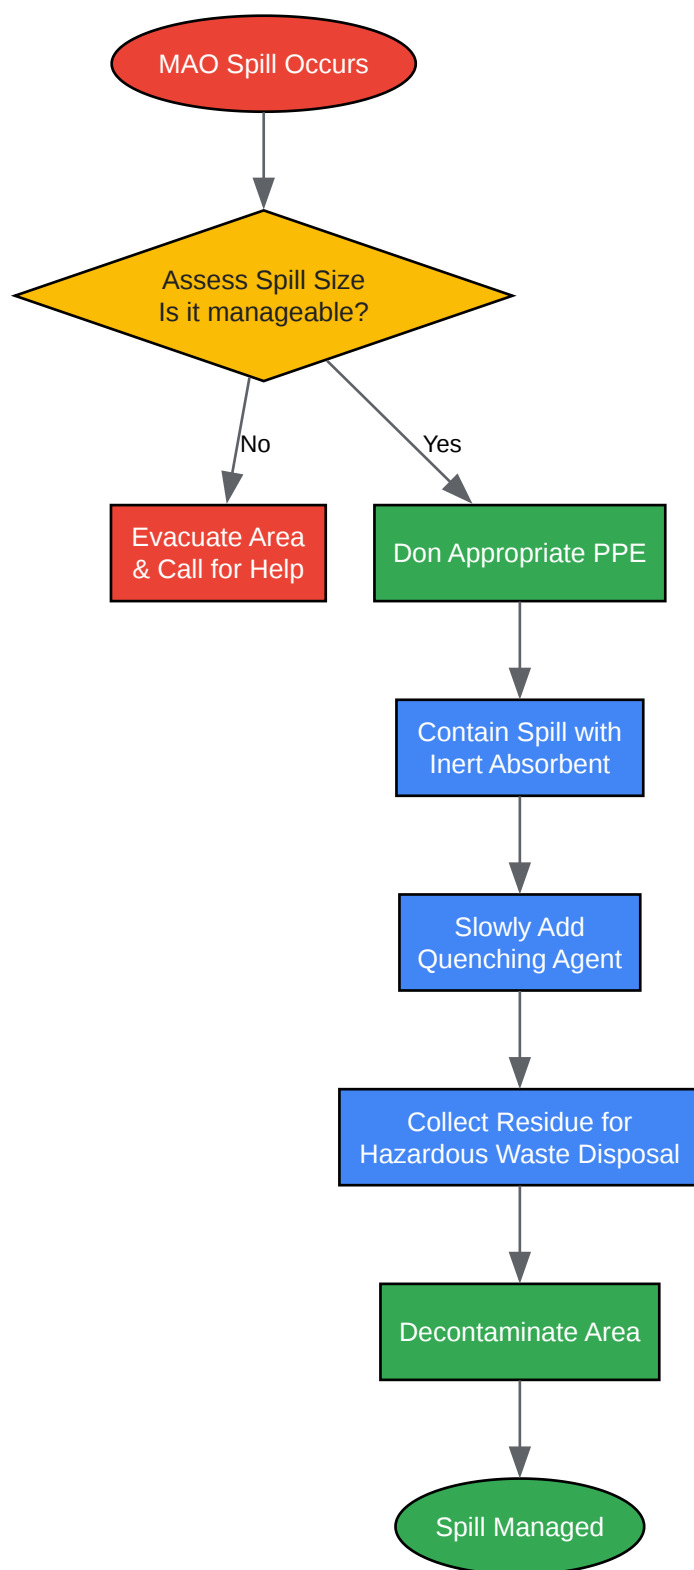 MAO Spill Occurs
Assess Spill Size
Is it manageable?
No
Yes
Evacuate Area
& Call for Help
Don Appropriate PPE
Contain Spill with
Inert Absorbent
Slowly Add
Quenching Agent
Collect Residue for
Hazardous Waste Disposal
Decontaminate Area
Spill Managed